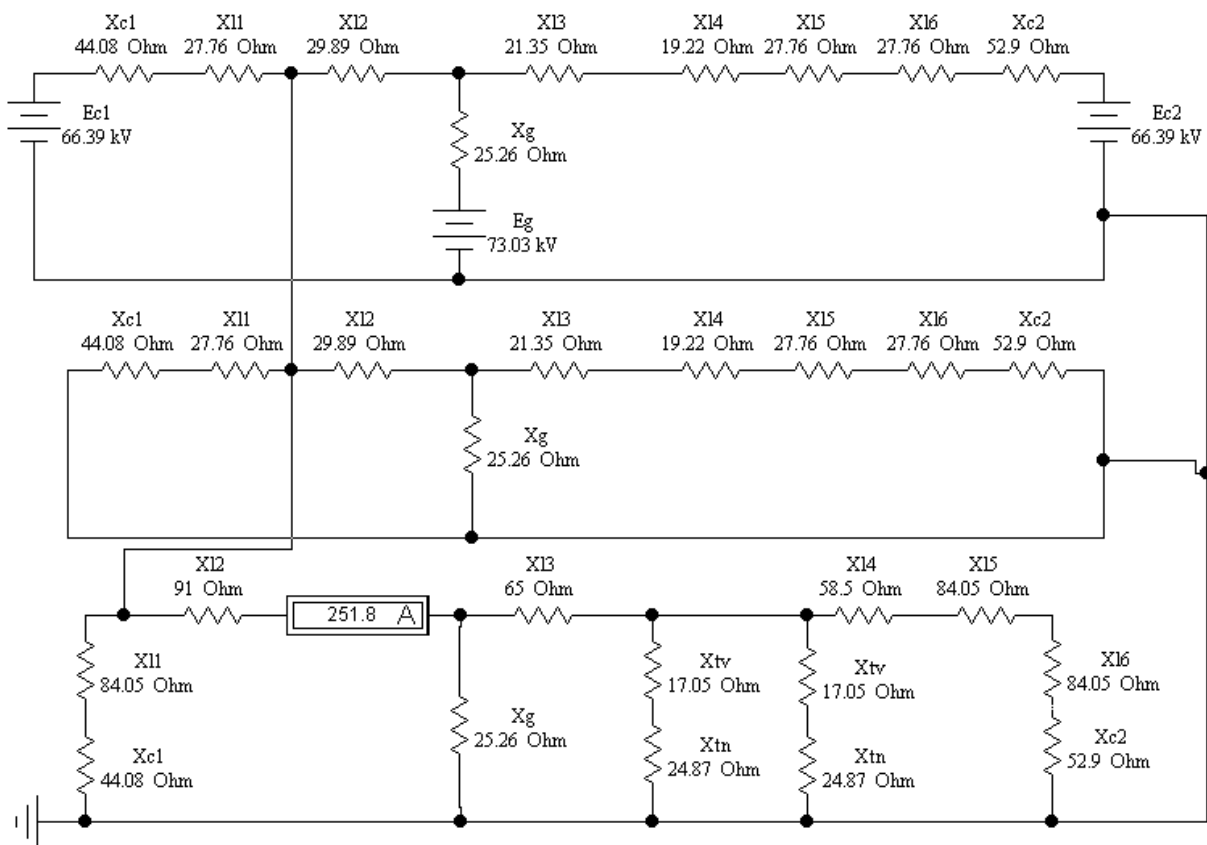 Xc1 Xl1 Xl2 Xl3 Xl4 Xl5 Xl6 Xc2
44.08 Ohm 27.76 Ohm 29.89 Ohm 21.35 Ohm 19.22 Ohm 27.76 Ohm 27.76 Ohm 52.9 Ohm
Ec1
66.39 kV
Xg
25.26 Ohm
Ec2
66.39 kV
Eg
73.03 kV
Xc1 Xl1 Xl2 Xl3 Xl4 Xl5 Xl6 Xc2
44.08 Ohm 27.76 Ohm 29.89 Ohm 21.35 Ohm 19.22 Ohm 27.76 Ohm 27.76 Ohm 52.9 Ohm
Xg
25.26 Ohm
Xl2 Xl3 Xl4 Xl5
91 Ohm 65 Ohm 58.5 Ohm 84.05 Ohm
251.8 A
Xl1 Xtv Xtv Xl6
84.05 Ohm 17.05 Ohm 17.05 Ohm 84.05 Ohm
Xg
25.26 Ohm
Xc1 Xtn Xtn Xc2
44.08 Ohm 24.87 Ohm 24.87 Ohm 52.9 Ohm